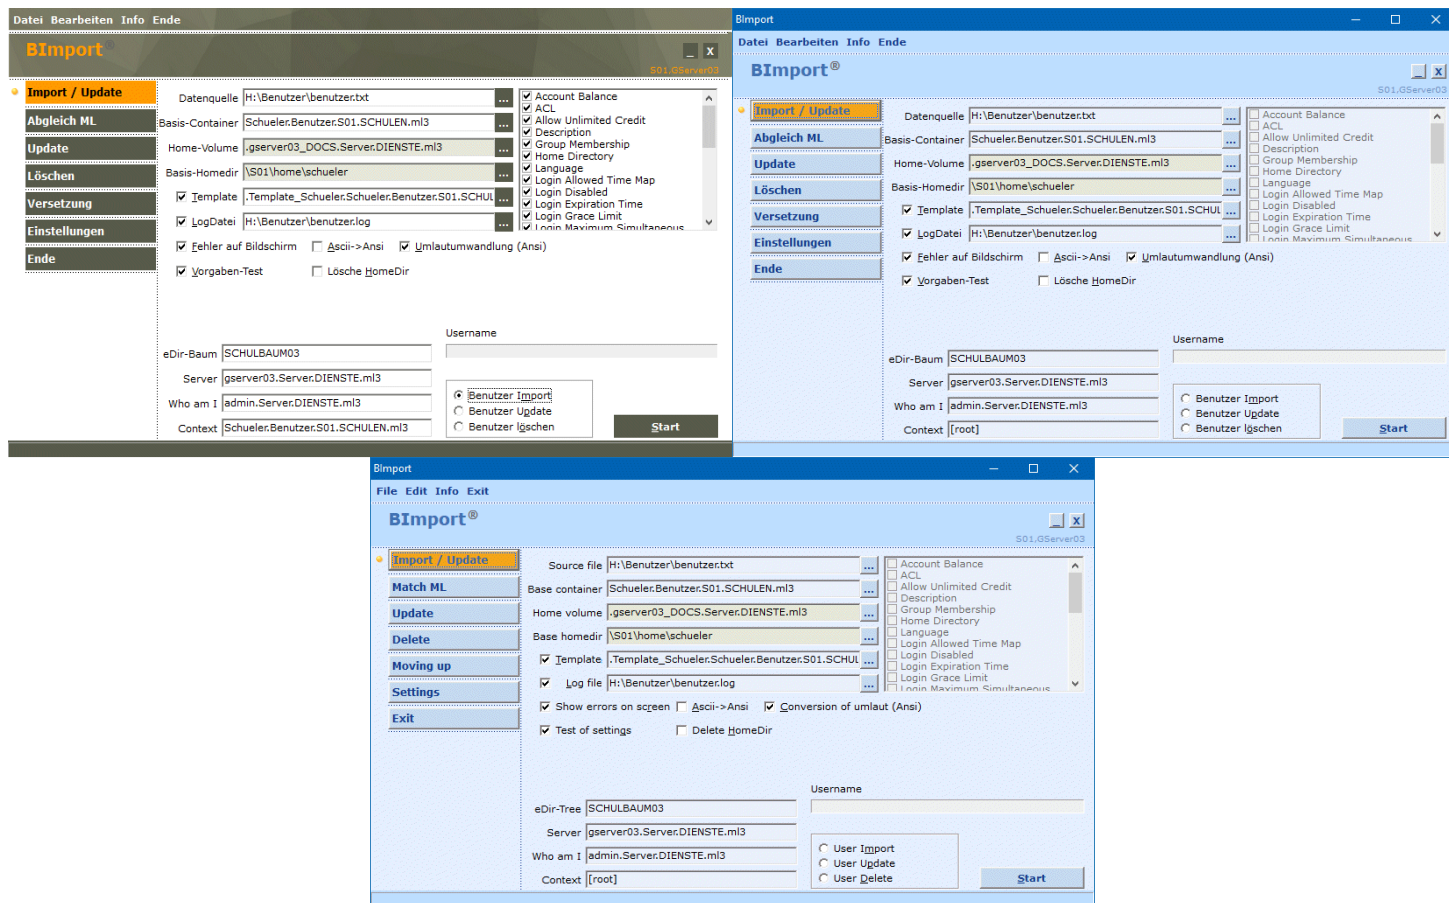 Datei Bearbeiten Info Ende
BImport®
_ X
S01,GServer03
Import / Update
Abgleich ML
Update
Löschen
Versetzung
Einstellungen
Ende
Datenquelle H:\Benutzer\benutzer.txt ...
Basis-Container Schueler.Benutzer.S01.SCHULEN.ml3 ...
Home-Volume .gserver03_DOCS.Server.DIENSTE.ml3 ...
Basis-Homedir \S01\home\schueler ...
Template .Template_Schueler.Schueler.Benutzer.S01.SCHUL ...
LogDatei H:\Benutzer\benutzer.log ...
Account Balance
ACL
Allow Unlimited Credit
Description
Group Membership
Home Directory
Language
Login Allowed Time Map
Login Disabled
Login Expiration Time
Login Grace Limit
Login Maximum Simultaneous
Fehler auf Bildschirm Ascii->Ansi Umlautumwandlung (Ansi)
Vorgaben-Test Lösche HomeDir
Username
eDir-Baum SCHULBAUM03
Server gserver03.Server.DIENSTE.ml3
Who am I admin.Server.DIENSTE.ml3
Context Schueler.Benutzer.S01.SCHULEN.ml3
Benutzer Import
Benutzer Update
Benutzer löschen
Start
BImport
Datei Bearbeiten Info Ende
BImport®
_ X
S01,GServer03
Import / Update
Abgleich ML
Update
Löschen
Versetzung
Einstellungen
Ende
Datenquelle H:\Benutzer\benutzer.txt ...
Basis-Container Schueler.Benutzer.S01.SCHULEN.ml3 ...
Home-Volume .gserver03_DOCS.Server.DIENSTE.ml3 ...
Basis-Homedir \S01\home\schueler ...
Template .Template_Schueler.Schueler.Benutzer.S01.SCHUL ...
LogDatei H:\Benutzer\benutzer.log ...
Account Balance
ACL
Allow Unlimited Credit
Description
Group Membership
Home Directory
Language
Login Allowed Time Map
Login Disabled
Login Expiration Time
Login Grace Limit
Login Maximum Simultaneous
Fehler auf Bildschirm Ascii->Ansi Umlautumwandlung (Ansi)
Vorgaben-Test Lösche HomeDir
Username
eDir-Baum SCHULBAUM03
Server gserver03.Server.DIENSTE.ml3
Who am I admin.Server.DIENSTE.ml3
Context [root]
Benutzer Import
Benutzer Update
Benutzer löschen
Start
BImport
File Edit Info Exit
BImport®
_ X
S01,GServer03
Import / Update
Match ML
Update
Delete
Moving up
Settings
Exit
Source file H:\Benutzer\benutzer.txt ...
Base container Schueler.Benutzer.S01.SCHULEN.ml3 ...
Home volume .gserver03_DOCS.Server.DIENSTE.ml3 ...
Base homedir \S01\home\schueler ...
Template .Template_Schueler.Schueler.Benutzer.S01.SCHUL ...
Log file H:\Benutzer\benutzer.log ...
Account Balance
ACL
Allow Unlimited Credit
Description
Group Membership
Home Directory
Language
Login Allowed Time Map
Login Disabled
Login Expiration Time
Login Grace Limit
Login Maximum Simultaneous
Show errors on screen Ascii->Ansi Conversion of umlaut (Ansi)
Test of settings Delete HomeDir
Username
eDir-Tree SCHULBAUM03
Server gserver03.Server.DIENSTE.ml3
Who am I admin.Server.DIENSTE.ml3
Context [root]
User Import
User Update
User Delete
Start